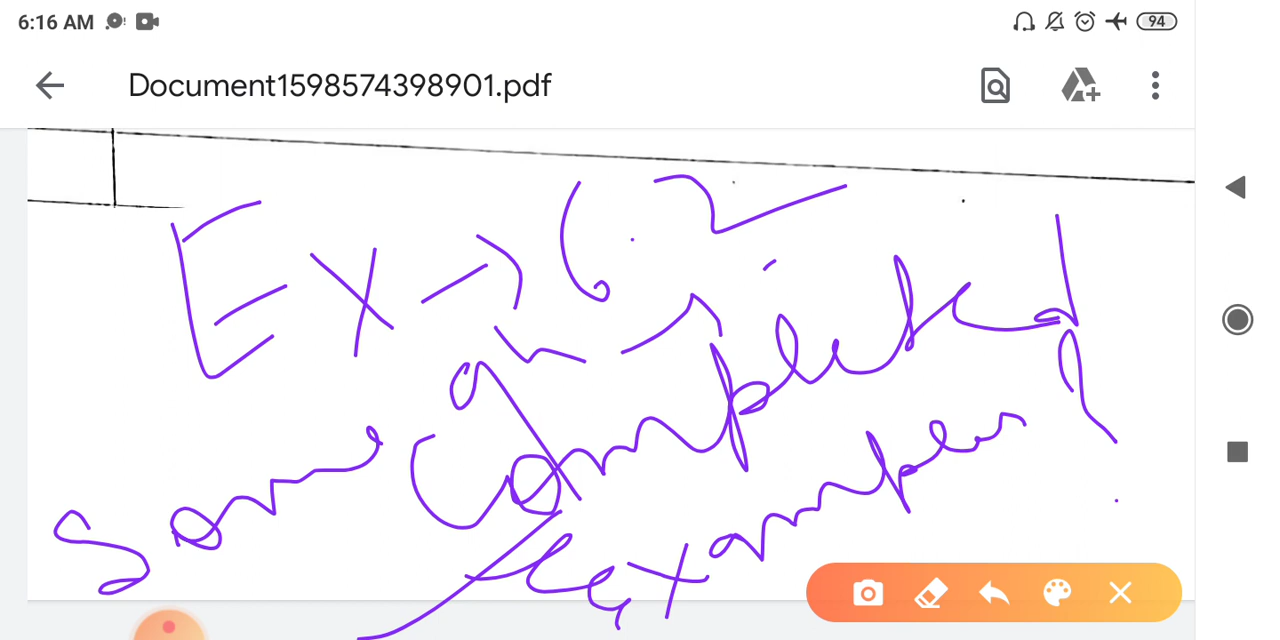 6:16 AM
94
Document1598574398901.pdf
Ex → 6.2
Completed
Some
Examples